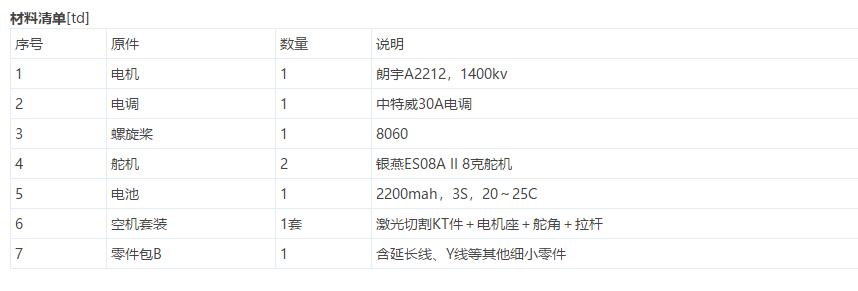 材料清单[td]
序号 原件 数量 说明
1 电机 1 朗宇A2212，1400kv
2 电调 1 中特威30A电调
3 螺旋桨 1 8060
4 舵机 2 银燕ES08A II 8克舵机
5 电池 1 2200mah，3S，20～25C
6 空机套装 1套 激光切割KT件＋电机座＋舵角＋拉杆
7 零件包B 1 含延长线、Y线等其他细小零件